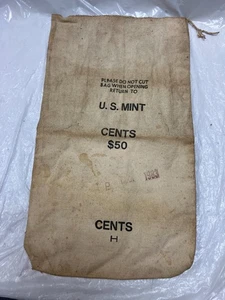 PLEASE DO NOT CUT
BAG WHEN OPENING
RETURN TO
U.S. MINT
CENTS
$50
CENTS
H